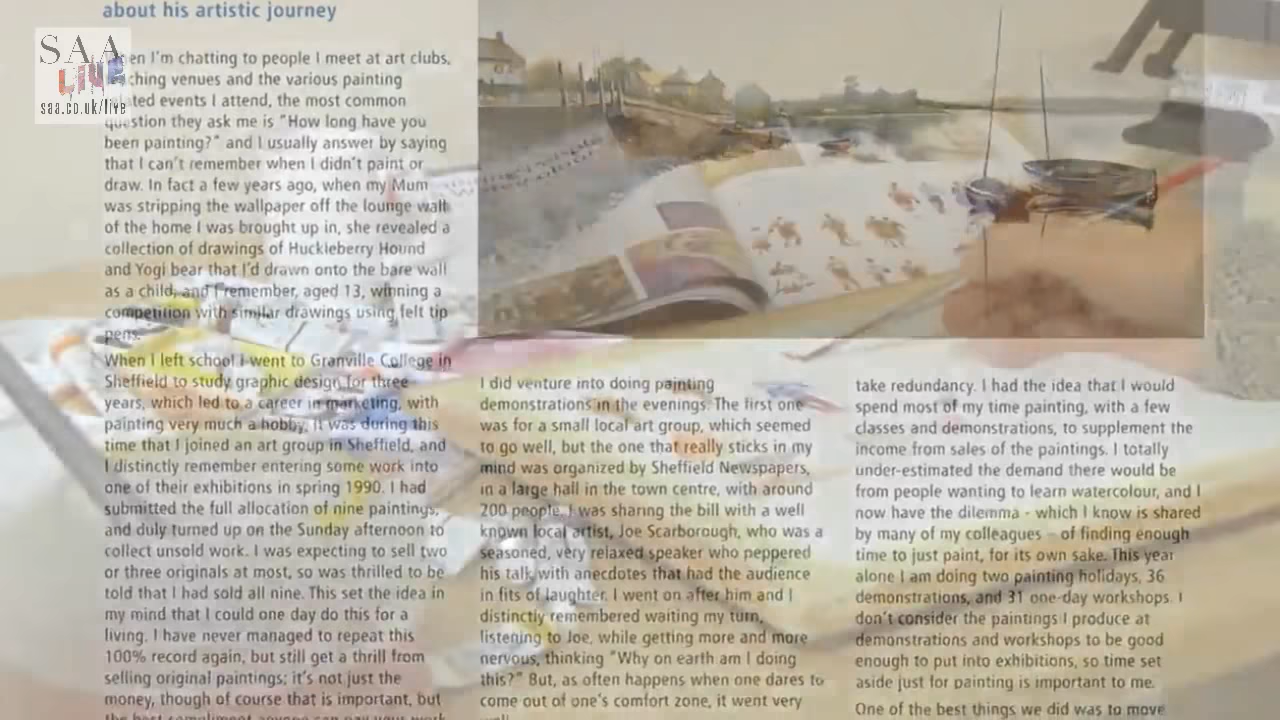 about his artistic journey
SAA
LIVE
saa.co.uk/live
en I'm chatting to people I meet at art clubs,
ching venues and the various painting
ated events I attend, the most common
question they ask me is "How long have you
been painting?" and I usually answer by saying
that I can't remember when I didn't paint or
draw. In fact a few years ago, when my Mum
was stripping the wallpaper off the lounge wall
of the home I was brought up in, she revealed a
collection of drawings of Huckleberry Hound
and Yogi bear that I'd drawn onto the bare wall
as a child, and I remember, aged 13, winning a
competition with similar drawings using felt tip
pens.
When I left school I went to Granville College in
Sheffield to study graphic design for three
years, which led to a career in marketing, with
painting very much a hobby. It was during this
time that I joined an art group in Sheffield, and
I distinctly remember entering some work into
one of their exhibitions in spring 1990. I had
submitted the full allocation of nine paintings,
and duly turned up on the Sunday afternoon to
collect unsold work. I was expecting to sell two
or three originals at most, so was thrilled to be
told that I had sold all nine. This set the idea in
my mind that I could one day do this for a
living. I have never managed to repeat this
100% record again, but still get a thrill from
selling original paintings; it's not just the
money, though of course that is important, but
the best compliment anyone can pay your work
I did venture into doing painting
demonstrations in the evenings. The first one
was for a small local art group, which seemed
to go well, but the one that really sticks in my
mind was organized by Sheffield Newspapers,
in a large hall in the town centre, with around
200 people. I was sharing the bill with a well
known local artist, Joe Scarborough, who was a
seasoned, very relaxed speaker who peppered
his talk with anecdotes that had the audience
in fits of laughter. I went on after him and I
distinctly remembered waiting my turn,
listening to Joe, while getting more and more
nervous, thinking "Why on earth am I doing
this?" But, as often happens when one dares to
come out of one's comfort zone, it went very
well
take redundancy. I had the idea that I would
spend most of my time painting, with a few
classes and demonstrations, to supplement the
income from sales of the paintings. I totally
under-estimated the demand there would be
from people wanting to learn watercolour, and I
now have the dilemma - which I know is shared
by many of my colleagues – of finding enough
time to just paint, for its own sake. This year
alone I am doing two painting holidays, 36
demonstrations, and 31 one-day workshops. I
don't consider the paintings I produce at
demonstrations and workshops to be good
enough to put into exhibitions, so time set
aside just for painting is important to me.
One of the best things we did was to move